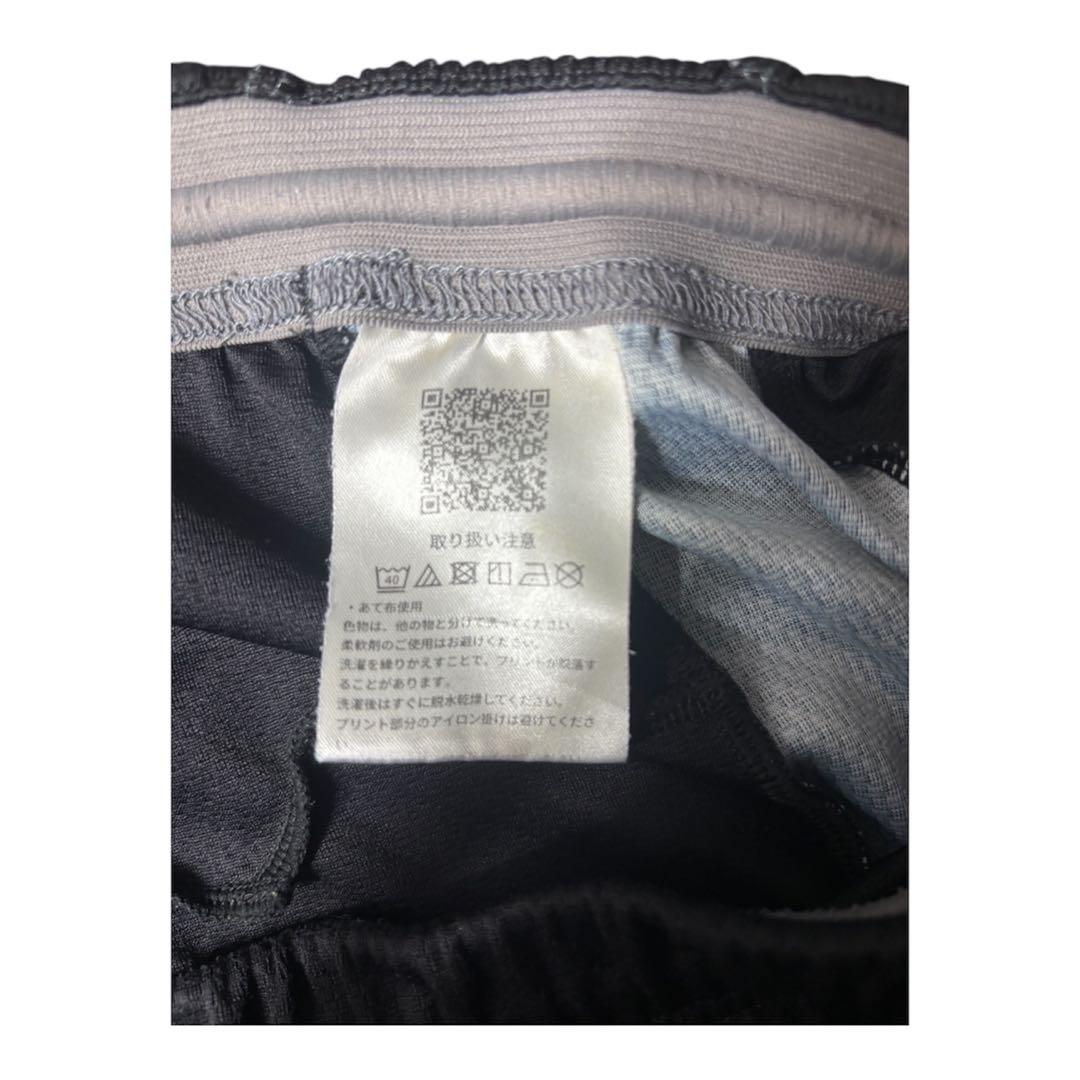 取り扱い注意
40
・あて布使用
色物は、他の物と分けて洗ってください。
柔軟剤のご使用はお避けください。
洗濯を繰りかえすことで、プリントが脱落す
ることがあります。
洗濯後はすぐに脱水乾燥してください。
プリント部分のアイロン掛けは避けてくださ
い